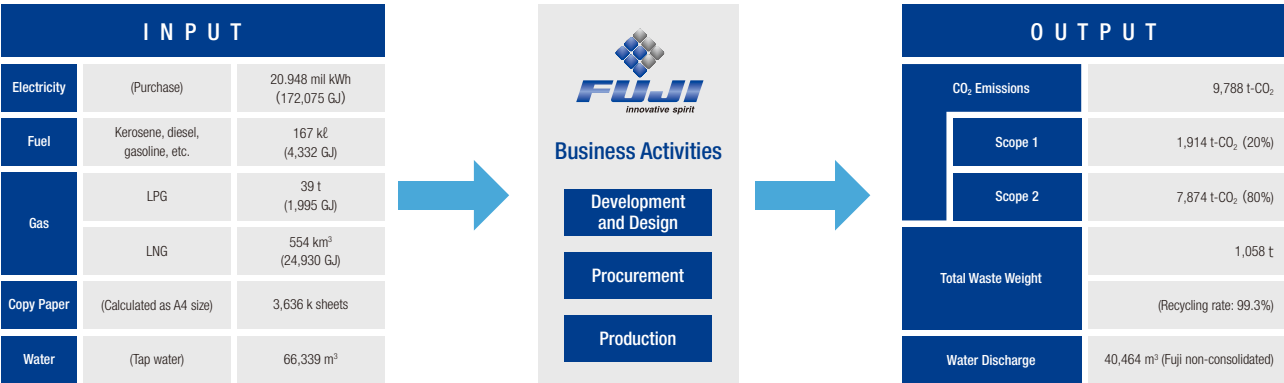 INPUT
Electricity
(Purchase)
20.948 mil kWh
(172,075 GJ)
Fuel
Kerosene, diesel,
gasoline, etc.
167 kℓ
(4,332 GJ)
Gas
LPG
39 t
(1,995 GJ)
LNG
554 km³
(24,930 GJ)
Copy Paper
(Calculated as A4 size)
3,636 k sheets
Water
(Tap water)
66,339 m³
FUJI
innovative spirit
Business Activities
Development
and Design
Procurement
Production
OUTPUT
CO₂ Emissions
9,788 t-CO₂
Scope 1
1,914 t-CO₂ (20%)
Scope 2
7,874 t-CO₂ (80%)
Total Waste Weight
1,058 t
(Recycling rate: 99.3%)
Water Discharge
40,464 m³ (Fuji non-consolidated)